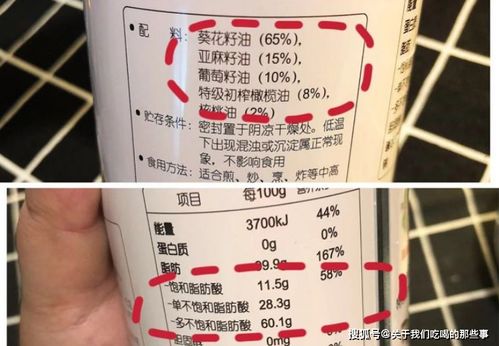 配 料:葵花籽油(65%),
亚麻籽油(15%),
葡萄籽油(10%),
特级初榨橄榄油(8%),
核桃油(2%)
贮存条件:密封置于阴凉干燥处。低温
下出现混浊或沉淀属正常现
象,不影响食用
食用方法:适合煎、炒、烹、炸等中高
项目 每100g
能量 3700kJ 44%
蛋白质 0g 0%
脂肪 99.9g 167%
-饱和脂肪酸 11.5g 58%
-单不饱和脂肪酸 28.3g
-多不饱和脂肪酸 60.1g
胆固醇 0mg
搜狐号@关于我们吃喝的那些事